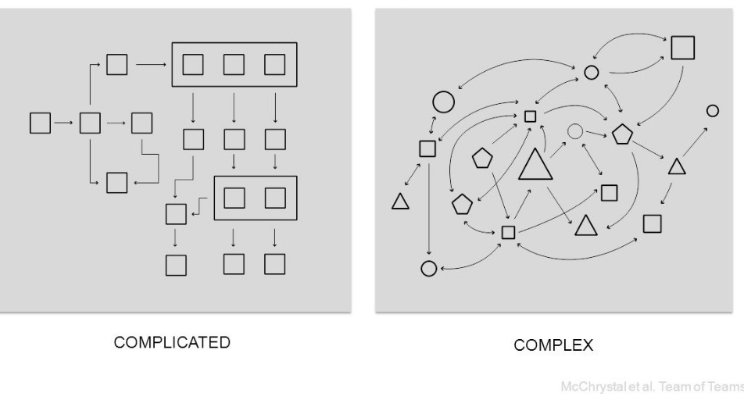 COMPLICATED
COMPLEX
McChrystal et al. Team of Teams